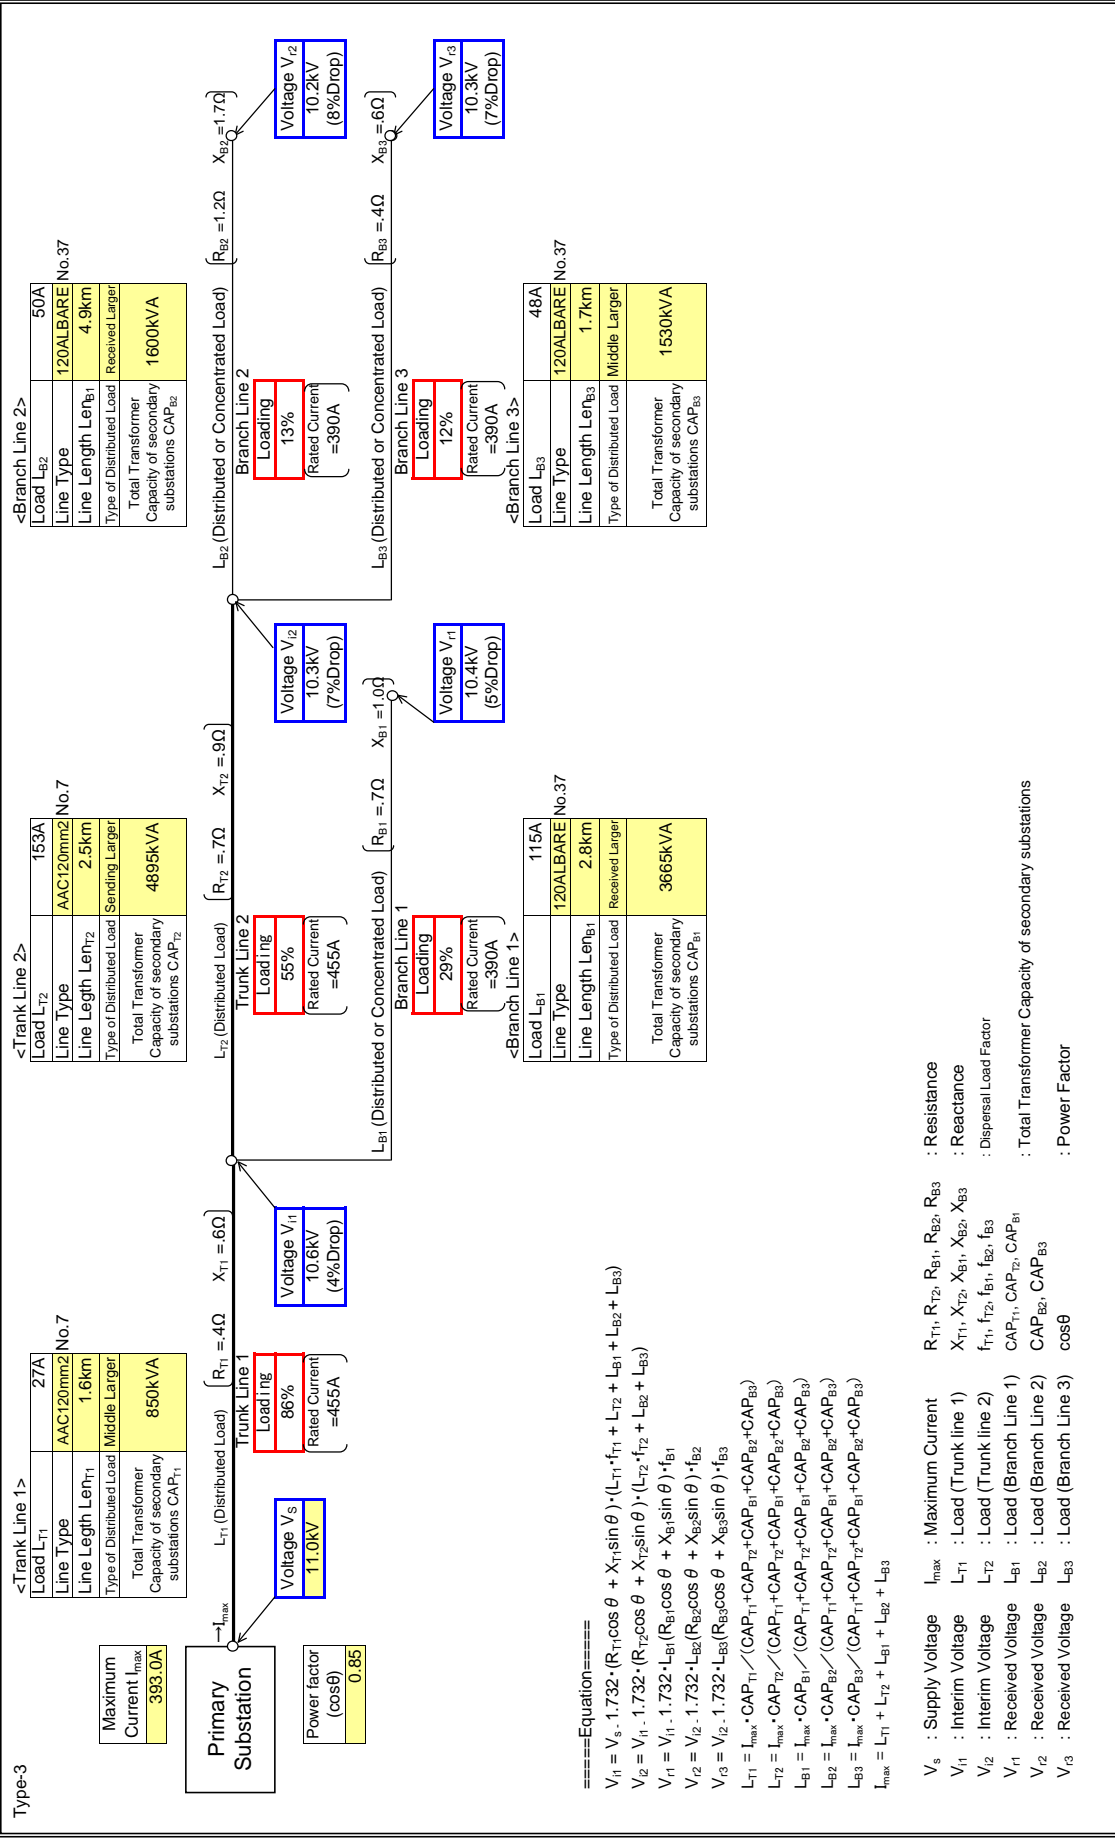 Type-3
Maximum
Current Imax
393.0A
Primary
Substation
Power factor
(cosθ)
0.85
→Imax
Voltage VS
11.0kV
<Trank Line 1>
Load LT1 27A
Line Type AAC120mm2 No.7
Line Legth LenT1 1.6km
Type of Distributed Load Middle Larger
Total Transformer
Capacity of secondary
substations CAPT1
850kVA
LT1 (Distributed Load) RT1 =.4Ω XT1 =.6Ω
Trunk Line 1
Loading
86%
Rated Current
=455A
Voltage Vi1
10.6kV
(4%Drop)
<Trank Line 2>
Load LT2 153A
Line Type AAC120mm2 No.7
Line Legth LenT2 2.5km
Type of Distributed Load Sending Larger
Total Transformer
Capacity of secondary
substations CAPT2
4895kVA
LT2 (Distributed Load) RT2 =.7Ω XT2 =.9Ω
Trunk Line 2
Loading
55%
Rated Current
=455A
Voltage Vi2
10.3kV
(7%Drop)
LB1 (Distributed or Concentrated Load) RB1 =.7Ω XB1 =1.0Ω
Branch Line 1
Loading
29%
Rated Current
=390A
Voltage Vr1
10.4kV
(5%Drop)
<Branch Line 1>
Load LB1 115A
Line Type 120ALBARE No.37
Line Length LenB1 2.8km
Type of Distributed Load Received Larger
Total Transformer
Capacity of secondary
substations CAPB1
3665kVA
<Branch Line 2>
Load LB2 50A
Line Type 120ALBARE No.37
Line Length LenB1 4.9km
Type of Distributed Load Received Larger
Total Transformer
Capacity of secondary
substations CAPB2
1600kVA
LB2 (Distributed or Concentrated Load) RB2 =1.2Ω XB2 =1.7Ω
Branch Line 2
Loading
13%
Rated Current
=390A
Voltage Vr2
10.2kV
(8%Drop)
LB3 (Distributed or Concentrated Load) RB3 =.4Ω XB3 =.6Ω
Branch Line 3
Loading
12%
Rated Current
=390A
Voltage Vr3
10.3kV
(7%Drop)
<Branch Line 3>
Load LB3 48A
Line Type 120ALBARE No.37
Line Length LenB3 1.7km
Type of Distributed Load Middle Larger
Total Transformer
Capacity of secondary
substations CAPB3
1530kVA
=====Equation=====
Vi1 = Vs - 1.732・(RT1cos θ + XT1sin θ)・(LT1・fT1 + LT2 + LB1 + LB2 + LB3)
Vi2 = Vi1 - 1.732・(RT2cos θ + XT2sin θ)・(LT2・fT2 + LB2 + LB3)
Vr1 = Vi1 - 1.732・LB1(RB1cos θ + XB1sin θ)・fB1
Vr2 = Vi2 - 1.732・LB2(RB2cos θ + XB2sin θ)・fB2
Vr3 = Vi2 - 1.732・LB3(RB3cos θ + XB3sin θ)・fB3
LT1 = Imax・CAPT1／(CAPT1+CAPT2+CAPB1+CAPB2+CAPB3)
LT2 = Imax・CAPT2／(CAPT1+CAPT2+CAPB1+CAPB2+CAPB3)
LB1 = Imax・CAPB1／(CAPT1+CAPT2+CAPB1+CAPB2+CAPB3)
LB2 = Imax・CAPB2／(CAPT1+CAPT2+CAPB1+CAPB2+CAPB3)
LB3 = Imax・CAPB3／(CAPT1+CAPT2+CAPB1+CAPB2+CAPB3)
Imax = LT1 + LT2 + LB1 + LB2 + LB3
Vs : Supply Voltage Imax : Maximum Current RT1, RT2, RB1, RB2, RB3 : Resistance
Vi1 : Interim Voltage LT1 : Load (Trunk line 1) XT1, XT2, XB1, XB2, XB3 : Reactance
Vi2 : Interim Voltage LT2 : Load (Trunk line 2) fT1, fT2, fB1, fB2, fB3 : Dispersal Load Factor
Vr1 : Received Voltage LB1 : Load (Branch Line 1) CAPT1, CAPT2, CAPB1
Vr2 : Received Voltage LB2 : Load (Branch Line 2) CAPB2, CAPB3 : Total Transformer Capacity of secondary substations
Vr3 : Received Voltage LB3 : Load (Branch Line 3) cosθ : Power Factor